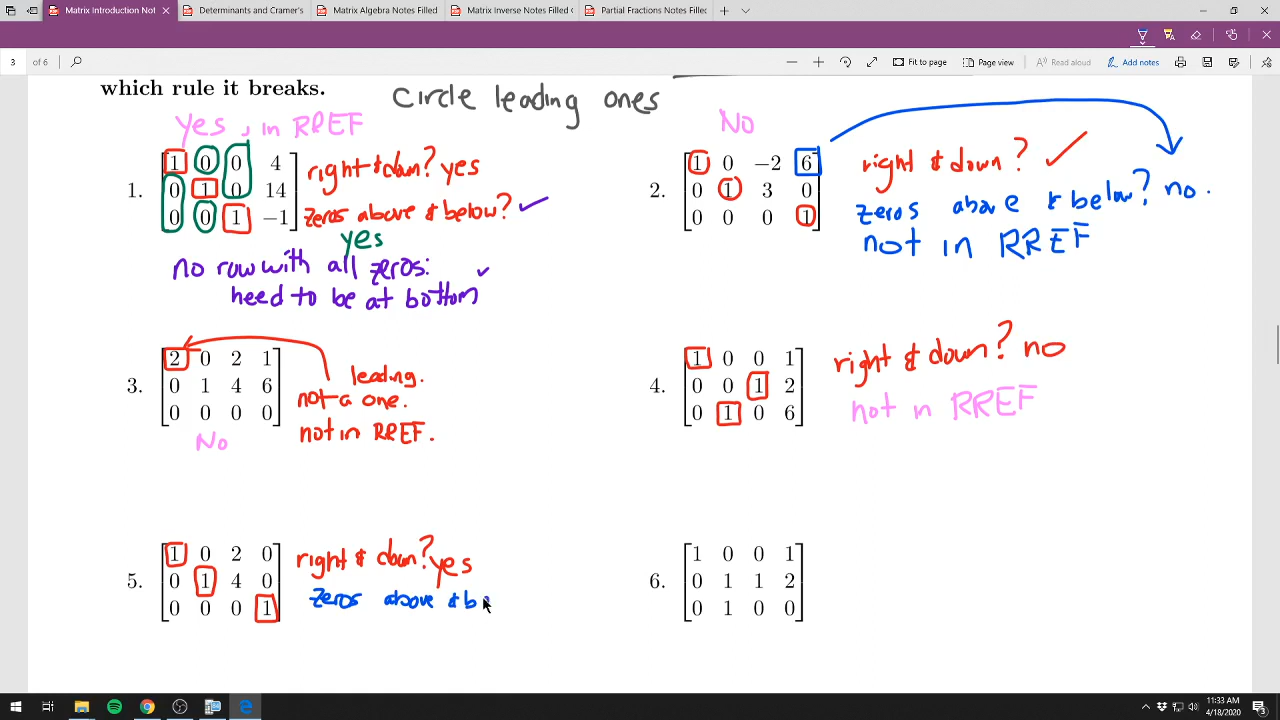 Matrix Introduction Not
Determinants and Cramer's
Matrix Algebra Notes Filled
Matrix Inverse Notes Filled
Partial Fractions Notes Filled
3 of 6
Fit to page
Page view
Read aloud
Add notes
which rule it breaks.
Circle leading ones
yes, in RREF
1.
1 0 0 4
0 1 0 14
0 0 1 −1
right & down? yes
zeros above & below? ✓
yes
no row with all zeros: ✓
need to be at bottom
No
2.
1 0 −2 6
0 1 3 0
0 0 0 1
right & down? ✓
zeros above & below? no.
not in RREF
3.
2 0 2 1
0 1 4 6
0 0 0 0
leading.
not a one.
not in RREF.
No
4.
1 0 0 1
0 0 1 2
0 1 0 6
right & down? no
not n RREF
5.
1 0 2 0
0 1 4 0
0 0 0 1
right & down? yes
zeros above & b
6.
1 0 0 1
0 1 1 2
0 1 0 0
11:33 AM
4/18/2020